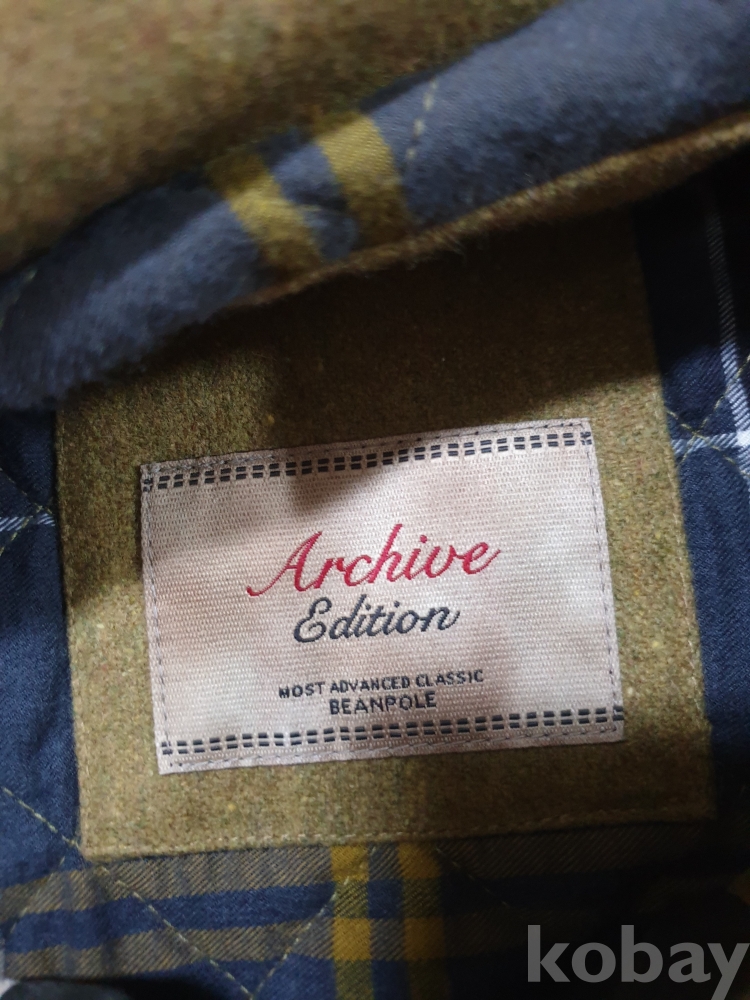 Archive
Edition
MOST ADVANCED CLASSIC
BEANPOLE
kobay